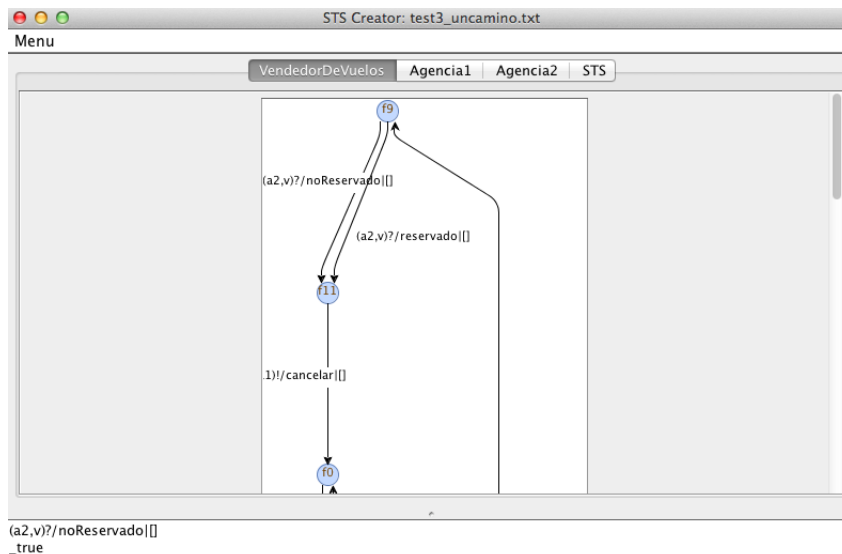 STS Creator: test3_uncamino.txt
Menu
VendedorDeVuelos Agencia1 Agencia2 STS
f9
(a2,v)?/noReservado|[]
(a2,v)?/reservado|[]
f11
.1)!/cancelar|[]
f0
(a2,v)?/noReservado|[]
_true